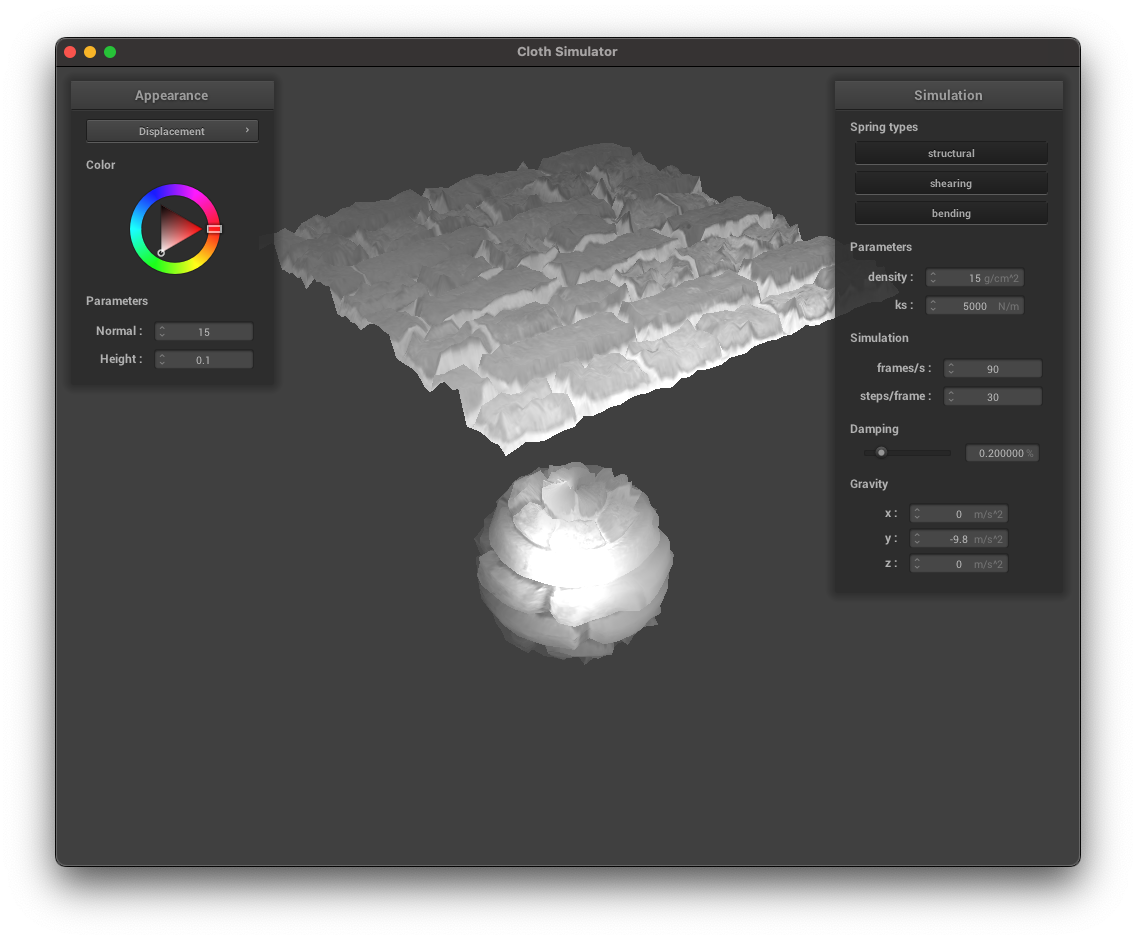 Cloth Simulator
Appearance
Displacement
Color
Parameters
Normal : 15
Height : 0.1
Simulation
Spring types
structural
shearing
bending
Parameters
density : 15 g/cm^2
ks : 5000 N/m
Simulation
frames/s : 90
steps/frame : 30
Damping
0.200000 %
Gravity
x : 0 m/s^2
y : -9.8 m/s^2
z : 0 m/s^2